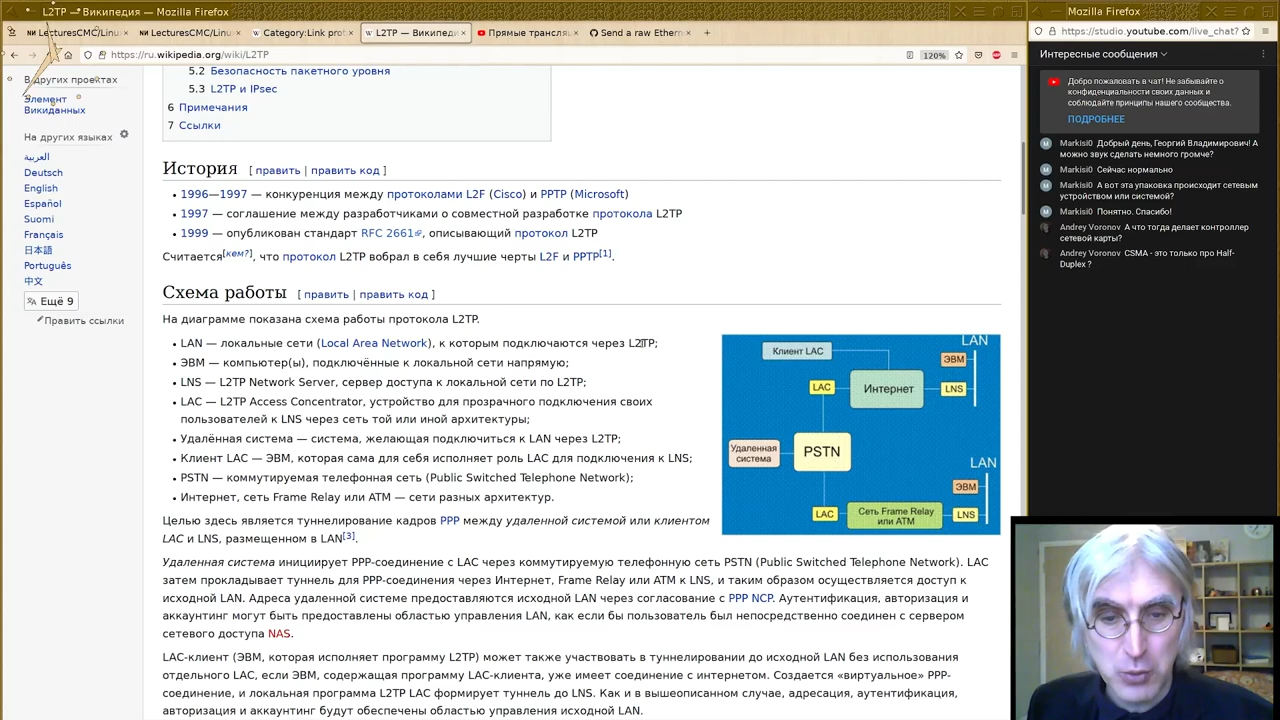 L2TP — Википедия — Mozilla Firefox
Mozilla Firefox
LecturesCMC/Linu
LecturesCMC/Linu
Category:Link prot
L2TP — Википедия
Прямые трансля
Send a raw Ethern
https://ru.wikipedia.org/wiki/L2TP
120%
https://studio.youtube.com/live_chat?
В других проектах
Элемент
Викиданных
На других языках
العربية
Deutsch
English
Español
Suomi
Français
日本語
Português
中文
Ещё 9
Править ссылки
5.2 Безопасность пакетного уровня
5.3 L2TP и IPsec
6 Примечания
7 Ссылки
История [ править | править код ]
• 1996—1997 — конкуренция между протоколами L2F (Cisco) и PPTP (Microsoft)
• 1997 — соглашение между разработчиками о совместной разработке протокола L2TP
• 1999 — опубликован стандарт RFC 2661, описывающий протокол L2TP
Считается[кем?], что протокол L2TP вобрал в себя лучшие черты L2F и PPTP[1].
Схема работы [ править | править код ]
На диаграмме показана схема работы протокола L2TP.
• LAN — локальные сети (Local Area Network), к которым подключаются через L2TP;
• ЭВМ — компьютер(ы), подключённые к локальной сети напрямую;
• LNS — L2TP Network Server, сервер доступа к локальной сети по L2TP;
• LAC — L2TP Access Concentrator, устройство для прозрачного подключения своих
пользователей к LNS через сеть той или иной архитектуры;
• Удалённая система — система, желающая подключиться к LAN через L2TP;
• Клиент LAC — ЭВМ, которая сама для себя исполняет роль LAC для подключения к LNS;
• PSTN — коммутируемая телефонная сеть (Public Switched Telephone Network);
• Интернет, сеть Frame Relay или ATM — сети разных архитектур.
Целью здесь является туннелирование кадров PPP между удаленной системой или клиентом
LAC и LNS, размещенном в LAN[3].
Удаленная система инициирует PPP-соединение с LAC через коммутируемую телефонную сеть PSTN (Public Switched Telephone Network). LAC
затем прокладывает туннель для PPP-соединения через Интернет, Frame Relay или ATM к LNS, и таким образом осуществляется доступ к
исходной LAN. Адреса удаленной системе предоставляются исходной LAN через согласование с PPP NCP. Аутентификация, авторизация и
аккаунтинг могут быть предоставлены областью управления LAN, как если бы пользователь был непосредственно соединен с сервером
сетевого доступа NAS.
LAC-клиент (ЭВМ, которая исполняет программу L2TP) может также участвовать в туннелировании до исходной LAN без использования
отдельного LAC, если ЭВМ, содержащая программу LAC-клиента, уже имеет соединение с интернетом. Создается «виртуальное» PPP-
соединение, и локальная программа L2TP LAC формирует туннель до LNS. Как и в вышеописанном случае, адресация, аутентификация,
авторизация и аккаунтинг будут обеспечены областью управления исходной LAN.
LAN
Клиент LAC
ЭВМ
LAC
Интернет
LNS
Удаленная
система
PSTN
LAN
ЭВМ
LAC
Сеть Frame Relay
или ATM
LNS
Интересные сообщения
Добро пожаловать в чат! Не забывайте о
конфиденциальности своих данных и
соблюдайте принципы нашего сообщества.
ПОДРОБНЕЕ
Markisi0 Добрый день, Георгий Владимирович! А
можно звук сделать немного громче?
Markisi0 Сейчас нормально
Markisi0 А вот эта упаковка происходит сетевым
устройством или системой?
Markisi0 Понятно. Спасибо!
Andrey Voronov А что тогда делает контроллер
сетевой карты?
Andrey Voronov CSMA - это только про Half-
Duplex ?